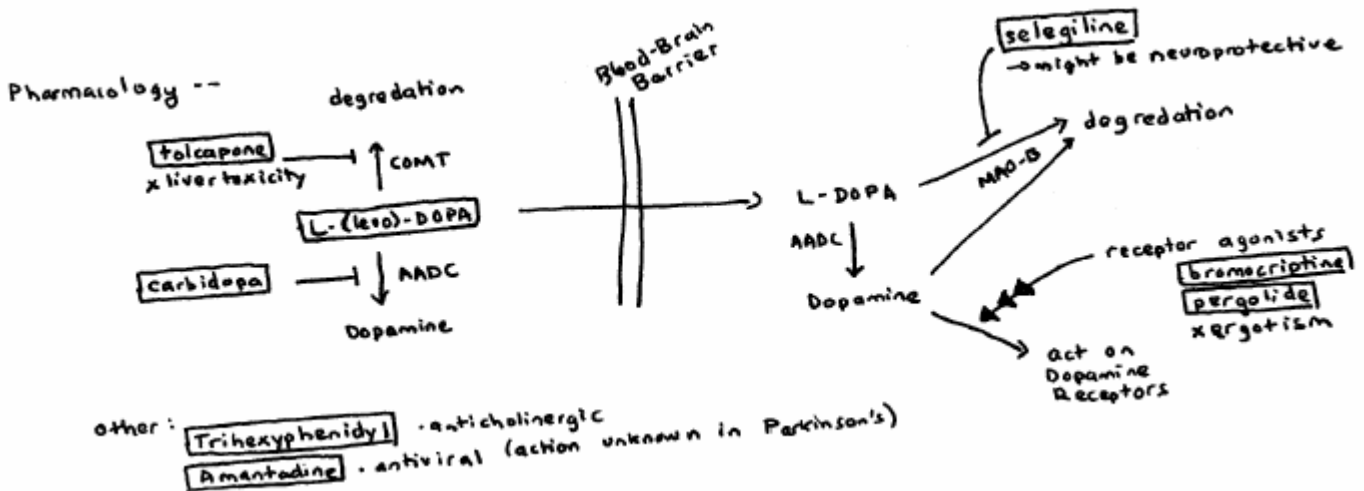 Pharmacology --
degredation
tolcapone
x liver toxicity
COMT
L-(levo)-DOPA
carbidopa
AADC
Dopamine
Blood-Brain
Barrier
selegiline
→ might be neuroprotective
degredation
MAO-B
L-DOPA
AADC
Dopamine
receptor agonists
bromocriptine
pergolide
x ergotism
act on
Dopamine
Receptors
other: Trihexyphenidyl · anticholinergic
Amantadine · antiviral (action unknown in Parkinson's)